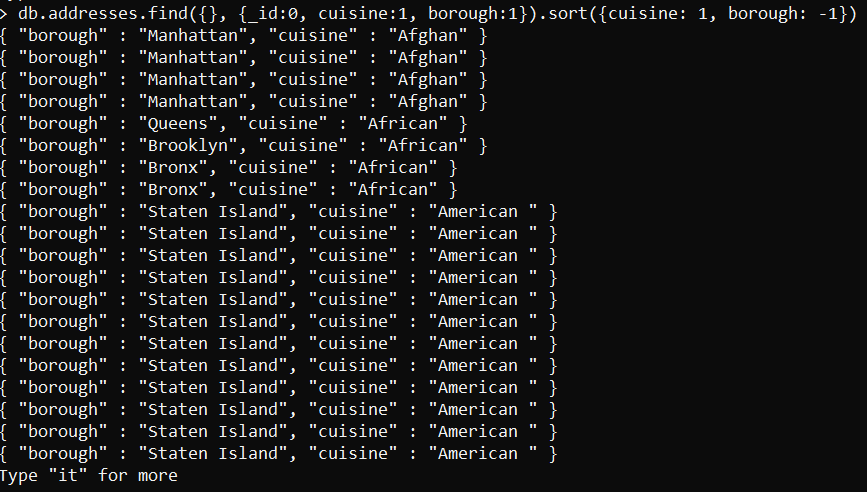 > db.addresses.find({}, {_id:0, cuisine:1, borough:1}).sort({cuisine: 1, borough: -1})
{ "borough" : "Manhattan", "cuisine" : "Afghan" }
{ "borough" : "Manhattan", "cuisine" : "Afghan" }
{ "borough" : "Manhattan", "cuisine" : "Afghan" }
{ "borough" : "Manhattan", "cuisine" : "Afghan" }
{ "borough" : "Queens", "cuisine" : "African" }
{ "borough" : "Brooklyn", "cuisine" : "African" }
{ "borough" : "Bronx", "cuisine" : "African" }
{ "borough" : "Bronx", "cuisine" : "African" }
{ "borough" : "Staten Island", "cuisine" : "American " }
{ "borough" : "Staten Island", "cuisine" : "American " }
{ "borough" : "Staten Island", "cuisine" : "American " }
{ "borough" : "Staten Island", "cuisine" : "American " }
{ "borough" : "Staten Island", "cuisine" : "American " }
{ "borough" : "Staten Island", "cuisine" : "American " }
{ "borough" : "Staten Island", "cuisine" : "American " }
{ "borough" : "Staten Island", "cuisine" : "American " }
{ "borough" : "Staten Island", "cuisine" : "American " }
{ "borough" : "Staten Island", "cuisine" : "American " }
{ "borough" : "Staten Island", "cuisine" : "American " }
{ "borough" : "Staten Island", "cuisine" : "American " }
Type "it" for more